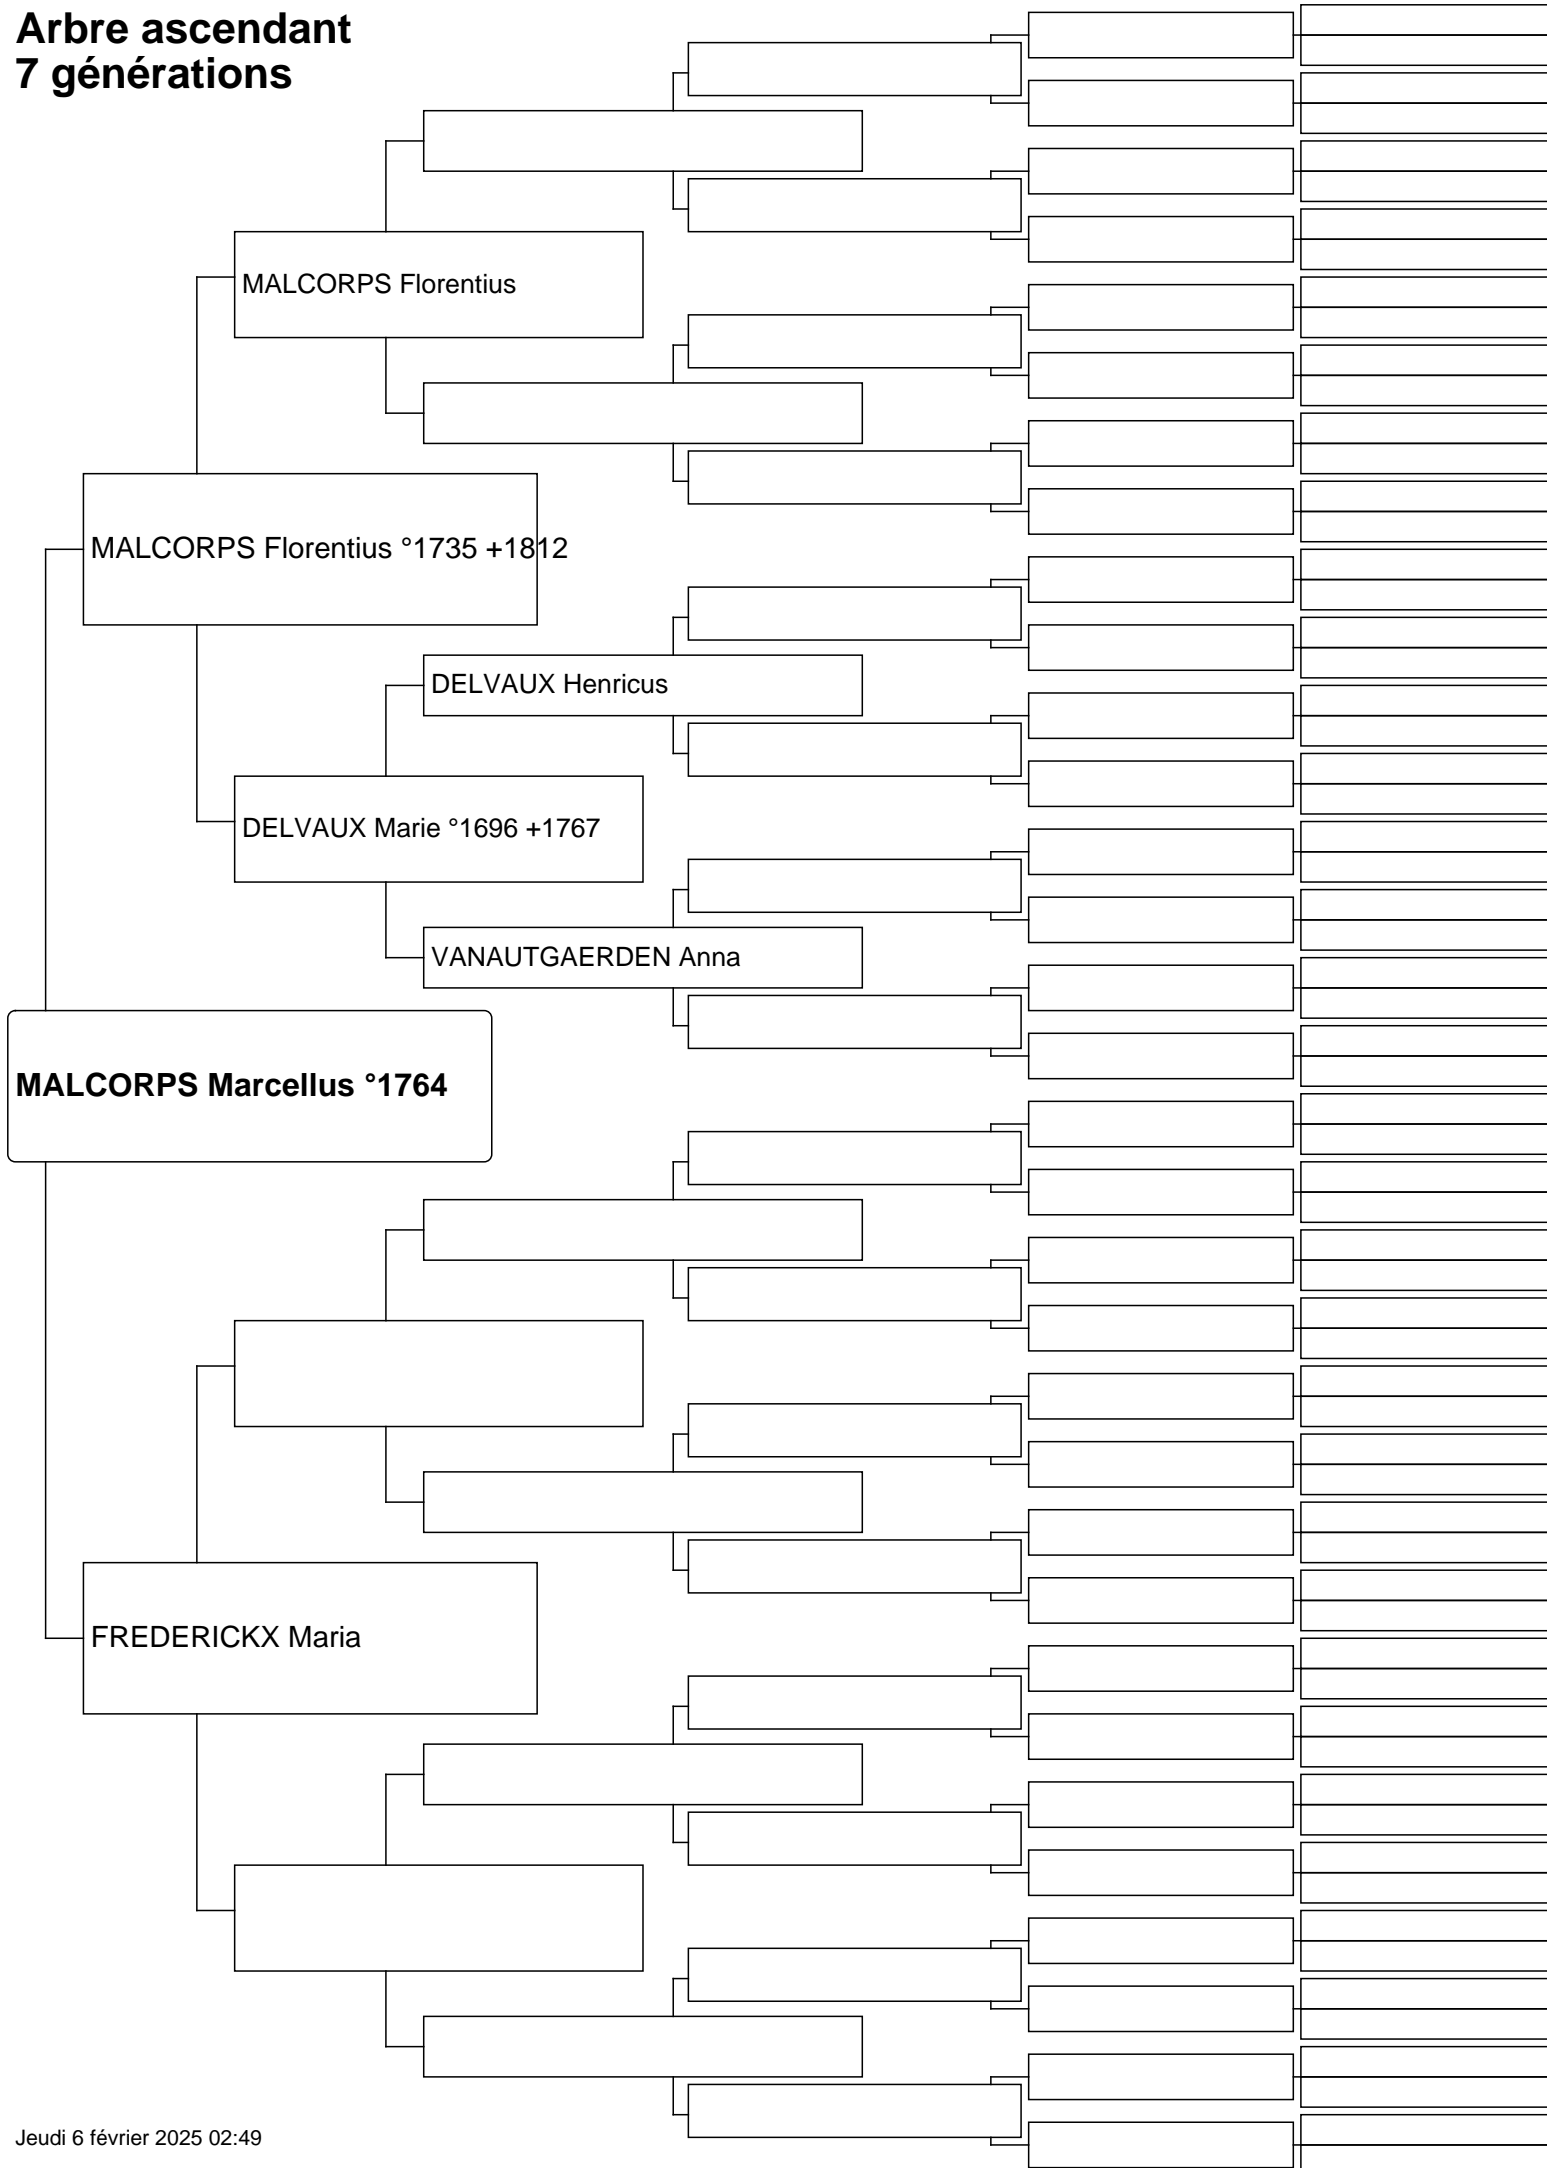 Arbre ascendant
7 générations
MALCORPS Florentius
MALCORPS Florentius °1735 +1812
DELVAUX Henricus
DELVAUX Marie °1696 +1767
VANAUTGAERDEN Anna
MALCORPS Marcellus °1764
FREDERICKX Maria
Jeudi 6 février 2025 02:49